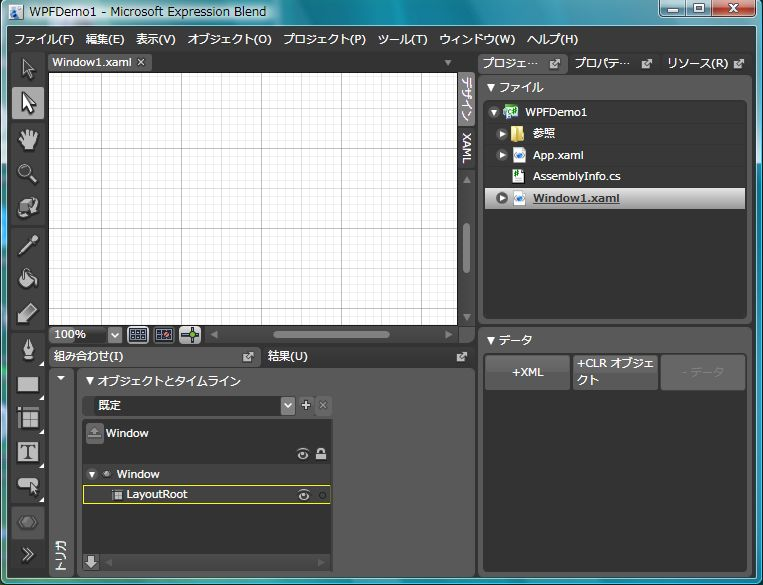 WPFDemo1 - Microsoft Expression Blend
ファイル(F) 編集(E) 表示(V) オブジェクト(O) プロジェクト(P) ツール(T) ウィンドウ(W) ヘルプ(H)
Window1.xaml
デザイン
XAML
プロジェ… プロパティ… リソース(R)
ファイル
WPFDemo1
参照
App.xaml
AssemblyInfo.cs
Window1.xaml
100%
組み合わせ(I) 結果(U)
オブジェクトとタイムライン
既定
Window
Window
LayoutRoot
トリガ
データ
+XML
+CLR オブジェ
クト
- データ